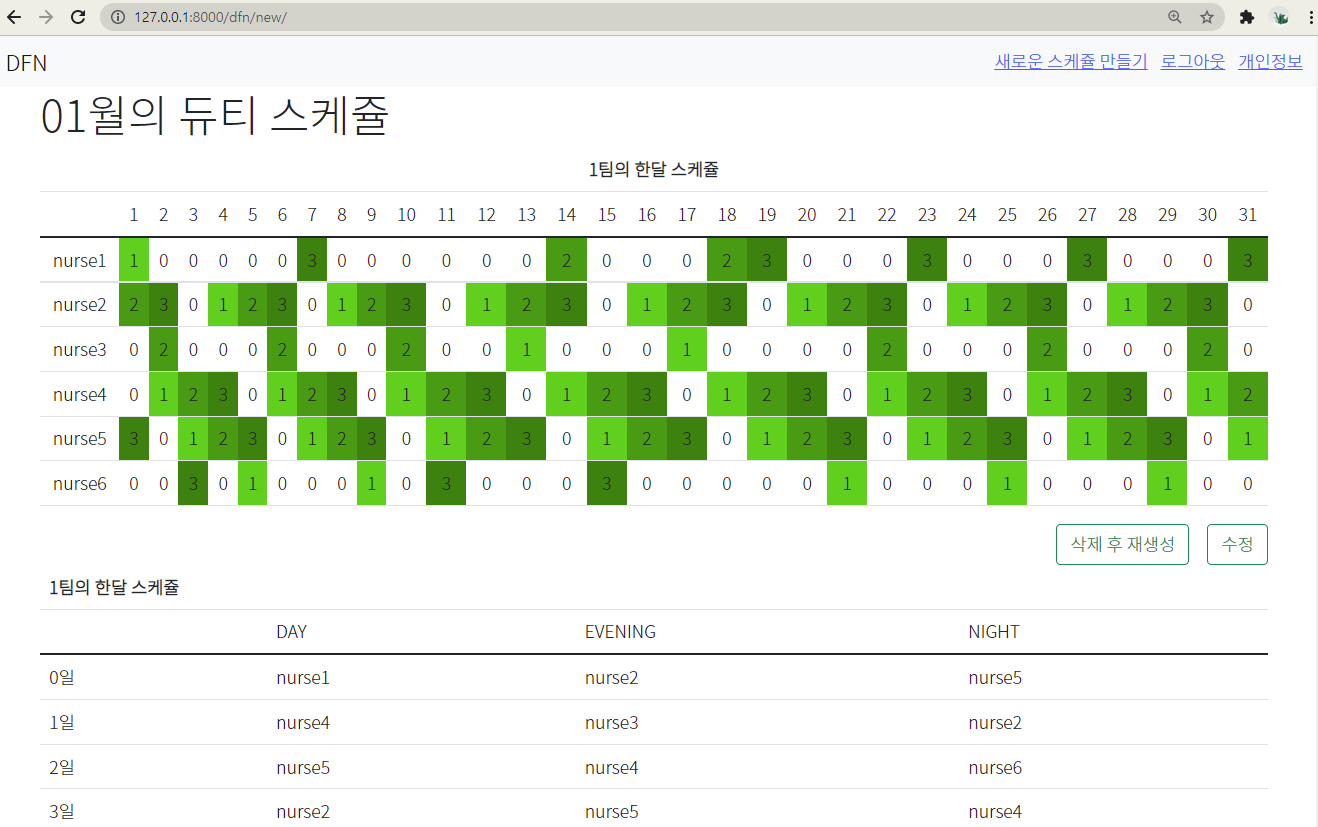 127.0.0.1:8000/dfn/new/
DFN 새로운 스케쥴 만들기 로그아웃 개인정보
01월의 듀티 스케쥴
1팀의 한달 스케쥴
1 2 3 4 5 6 7 8 9 10 11 12 13 14 15 16 17 18 19 20 21 22 23 24 25 26 27 28 29 30 31
nurse1 1 0 0 0 0 0 3 0 0 0 0 0 0 2 0 0 0 2 3 0 0 0 3 0 0 0 3 0 0 0 3
nurse2 2 3 0 1 2 3 0 1 2 3 0 1 2 3 0 1 2 3 0 1 2 3 0 1 2 3 0 1 2 3 0
nurse3 0 2 0 0 0 2 0 0 0 2 0 0 1 0 0 0 1 0 0 0 0 2 0 0 0 2 0 0 0 2 0
nurse4 0 1 2 3 0 1 2 3 0 1 2 3 0 1 2 3 0 1 2 3 0 1 2 3 0 1 2 3 0 1 2
nurse5 3 0 1 2 3 0 1 2 3 0 1 2 3 0 1 2 3 0 1 2 3 0 1 2 3 0 1 2 3 0 1
nurse6 0 0 3 0 1 0 0 0 1 0 3 0 0 0 3 0 0 0 0 0 1 0 0 0 1 0 0 0 1 0 0
삭제 후 재생성 수정
1팀의 한달 스케쥴
DAY EVENING NIGHT
0일 nurse1 nurse2 nurse5
1일 nurse4 nurse3 nurse2
2일 nurse5 nurse4 nurse6
3일 nurse2 nurse5 nurse4